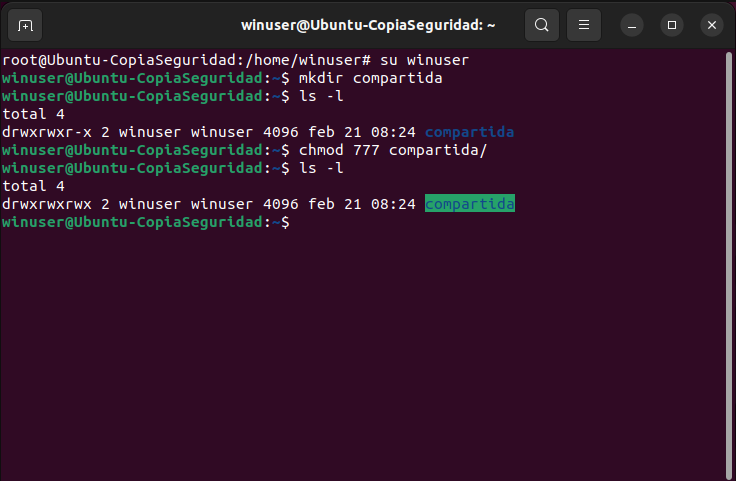 winuser@Ubuntu-CopiaSeguridad: ~
root@Ubuntu-CopiaSeguridad:/home/winuser# su winuser
winuser@Ubuntu-CopiaSeguridad:~$ mkdir compartida
winuser@Ubuntu-CopiaSeguridad:~$ ls -l
total 4
drwxrwxr-x 2 winuser winuser 4096 feb 21 08:24 compartida
winuser@Ubuntu-CopiaSeguridad:~$ chmod 777 compartida/
winuser@Ubuntu-CopiaSeguridad:~$ ls -l
total 4
drwxrwxrwx 2 winuser winuser 4096 feb 21 08:24 compartida
winuser@Ubuntu-CopiaSeguridad:~$